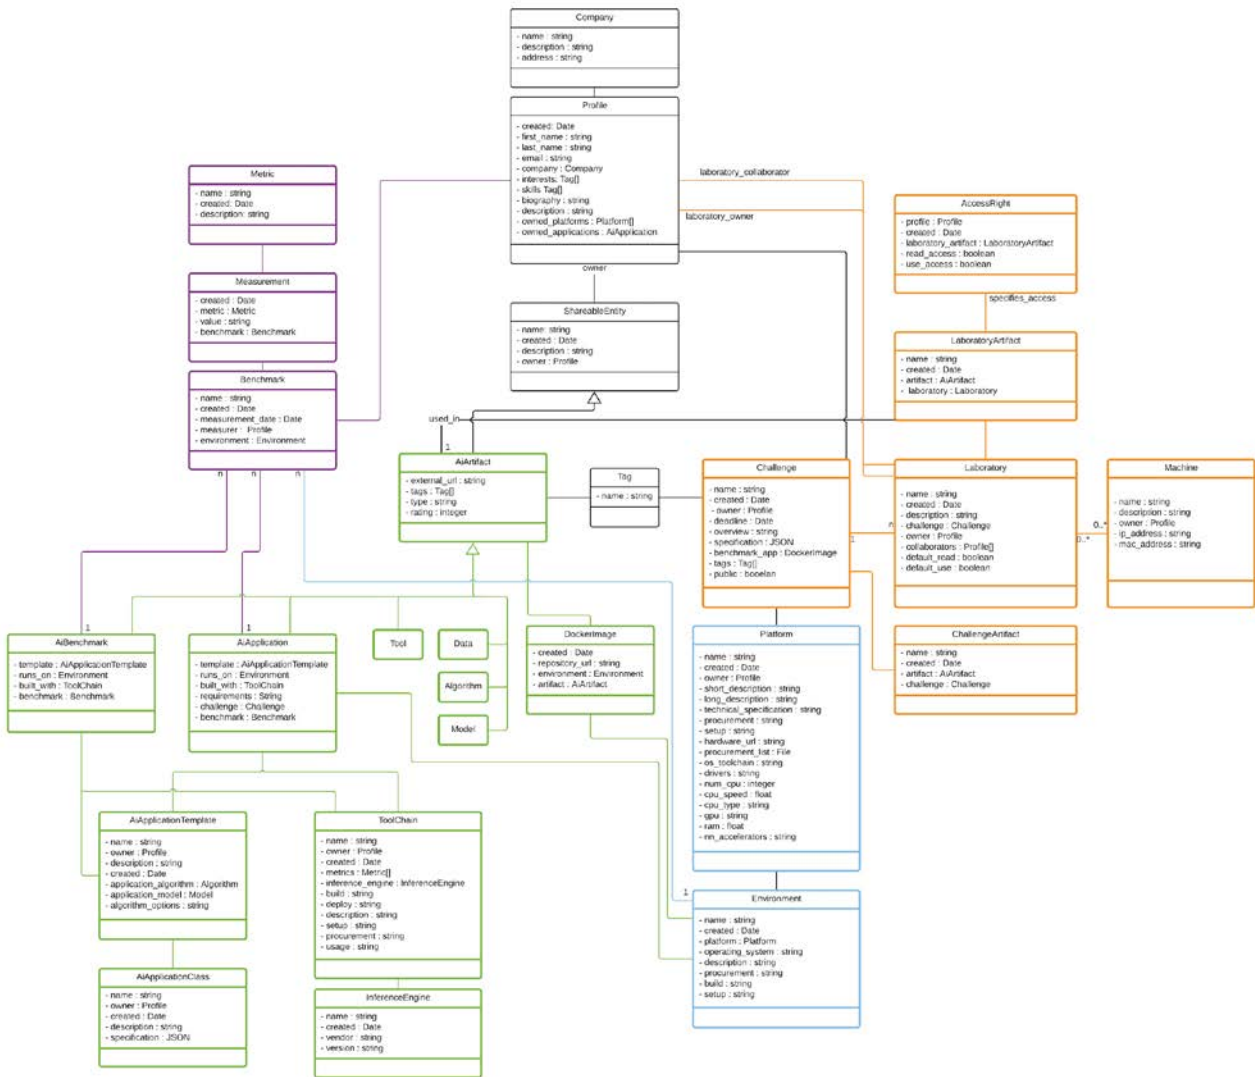 Company
- name : string
- description : string
- address : string
Profile
- created: Date
- first_name : string
- last_name : string
- email : string
- company : Company
- interests: Tag[]
- skills Tag[]
- biography : string
- description : string
- owned_platforms : Platform[]
- owned_applications : AiApplication
laboratory_collaborator
laboratory_owner
owner
Metric
- name : string
- created: Date
- description: string
Measurement
- created : Date
- metric : Metric
- value : string
- benchmark : Benchmark
Benchmark
- name : string
- created : Date
- measurement_date : Date
- measurer : Profile
- environment : Environment
n
n
n
ShareableEntity
- name: string
- created : Date
- description : string
- owner : Profile
used_in
1
AccessRight
- profile : Profile
- created : Date
- laboratory_artifact : LaboratoryArtifact
- read_access : boolean
- use_access : boolean
specifies_access
LaboratoryArtifact
- name : string
- created : Date
- artifact : AiArtifact
- laboratory : Laboratory
AiArtifact
- external_url : string
- tags : Tag[]
- type : string
- rating : integer
Tag
- name : string
Challenge
- name : string
- created : Date
- owner : Profile
- deadline : Date
- overview : string
- specification : JSON
- benchmark_app : DockerImage
- tags : Tag[]
- public : booelan
1
n
Laboratory
- name : string
- created : Date
- description : string
- challenge : Challenge
- owner : Profile
- collaborators : Profile[]
- default_read : boolean
- default_use : boolean
0..*
0..*
Machine
- name : string
- description : string
- owner : Profile
- ip_address : string
- mac_address : string
1
1
AiBenchmark
- template : AiApplicationTemplate
- runs_on : Environment
- built_with : ToolChain
- benchmark : Benchmark
AiApplication
- template : AiApplicationTemplate
- runs_on : Environment
- built_with : ToolChain
- requirements : String
- challenge : Challenge
- benchmark : Benchmark
Tool
Data
Algorithm
Model
DockerImage
- created : Date
- repository_url : string
- environment : Environment
- artifact : AiArtifact
Platform
- name : string
- created : Date
- owner : Profile
- short_description : string
- long_description : string
- technical_specification : string
- procurement : string
- setup : string
- hardware_url : string
- procurement_list : File
- os_toolchain : string
- drivers : string
- num_cpu : integer
- cpu_speed : float
- cpu_type : string
- gpu : string
- ram : float
- nn_accelerators : string
ChallengeArtifact
- name : string
- created : Date
- artifact : AiArtifact
- challenge : Challenge
AiApplicationTemplate
- name : string
- owner : Profile
- description : string
- created : Date
- application_algorithm : Algorithm
- application_model : Model
- algorithm_options : string
ToolChain
- name : string
- owner : Profile
- created : Date
- metrics : Metric[]
- inference_engine : InferenceEngine
- build : string
- deploy : string
- description : string
- setup : string
- procurement : string
- usage : string
1
Environment
- name : string
- created : Date
- platform : Platform
- operating_system : string
- description : string
- procurement : string
- build : string
- setup : string
AiApplicationClass
- name : string
- owner : Profile
- created : Date
- description : string
- specification : JSON
InferenceEngine
- name : string
- created : Date
- vendor : string
- version : string